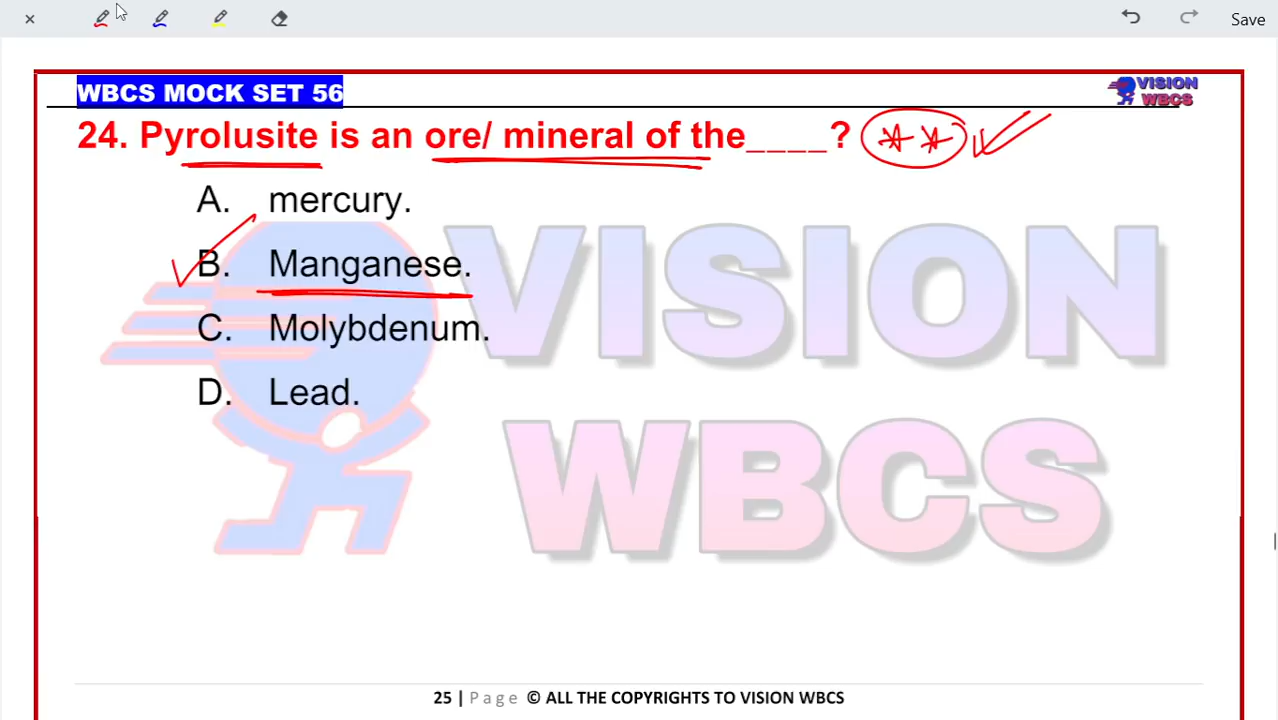 Save
WBCS MOCK SET 56
VISION
WBCS
24. Pyrolusite is an ore/ mineral of the____?
A. mercury.
B. Manganese.
C. Molybdenum.
D. Lead.
VISION
WBCS
25 | Page © ALL THE COPYRIGHTS TO VISION WBCS